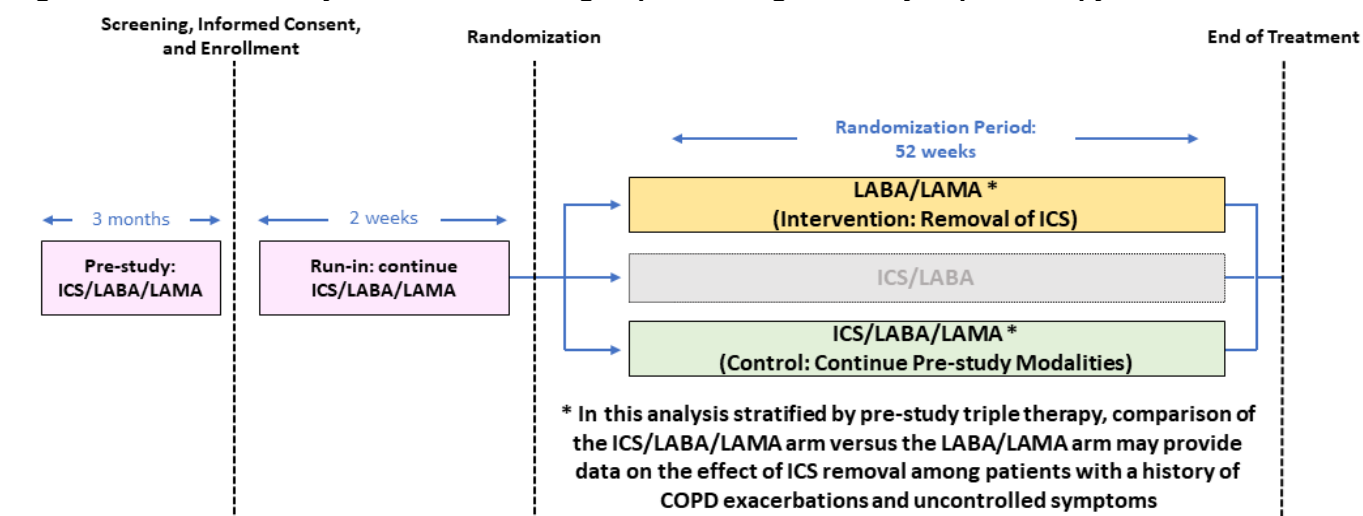 Screening, Informed Consent,
and Enrollment
Randomization
End of Treatment
Randomization Period:
52 weeks
LABA/LAMA *
(Intervention: Removal of ICS)
3 months
2 weeks
Pre-study:
ICS/LABA/LAMA
Run-in: continue
ICS/LABA/LAMA
ICS/LABA
ICS/LABA/LAMA *
(Control: Continue Pre-study Modalities)
* In this analysis stratified by pre-study triple therapy, comparison of
the ICS/LABA/LAMA arm versus the LABA/LAMA arm may provide
data on the effect of ICS removal among patients with a history of
COPD exacerbations and uncontrolled symptoms